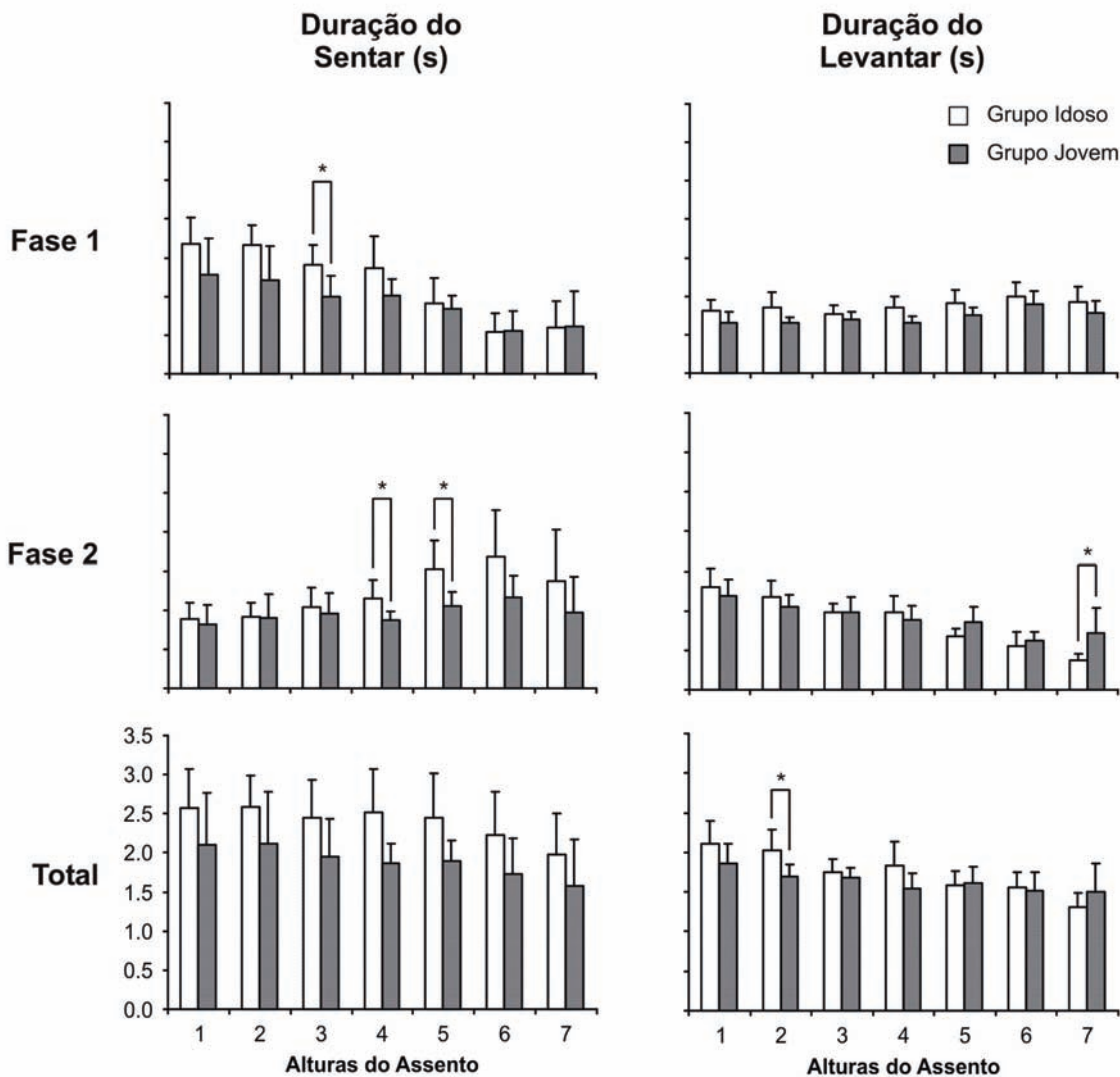 Duração do
Sentar (s)
Duração do
Levantar (s)
Grupo Idoso
Grupo Jovem
Fase 1
*
Fase 2
*
*
*
Total
3.5
3.0
2.5
2.0
1.5
1.0
0.5
0.0
*
1 2 3 4 5 6 7
Alturas do Assento
1 2 3 4 5 6 7
Alturas do Assento